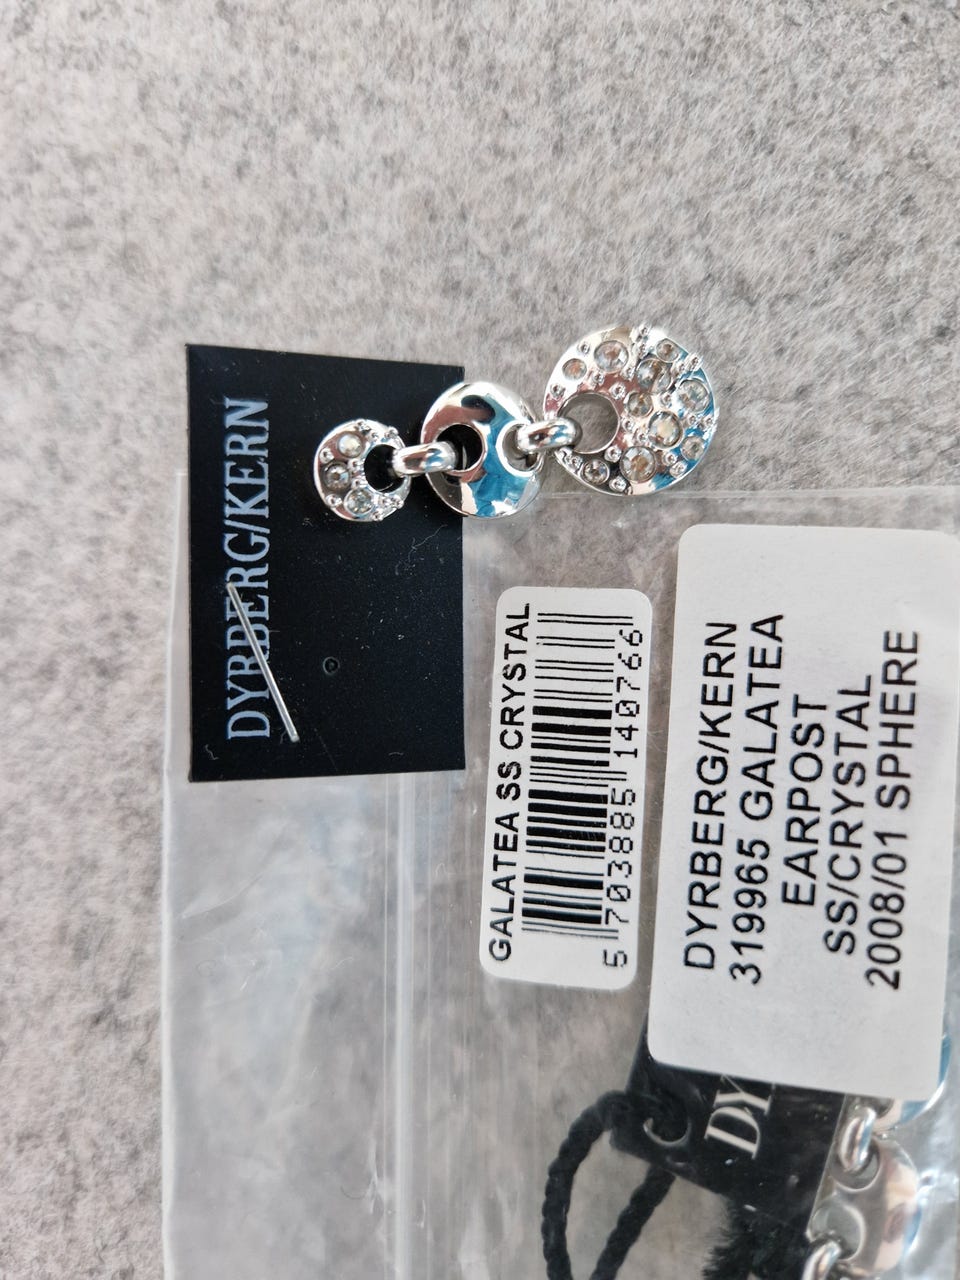 DYRBERG/KERN
GALATEA SS CRYSTAL
5 703885 140766
DYRBERG/KERN
319965 GALATEA
EARPOST
SS/CRYSTAL
2008/01 SPHERE
DY